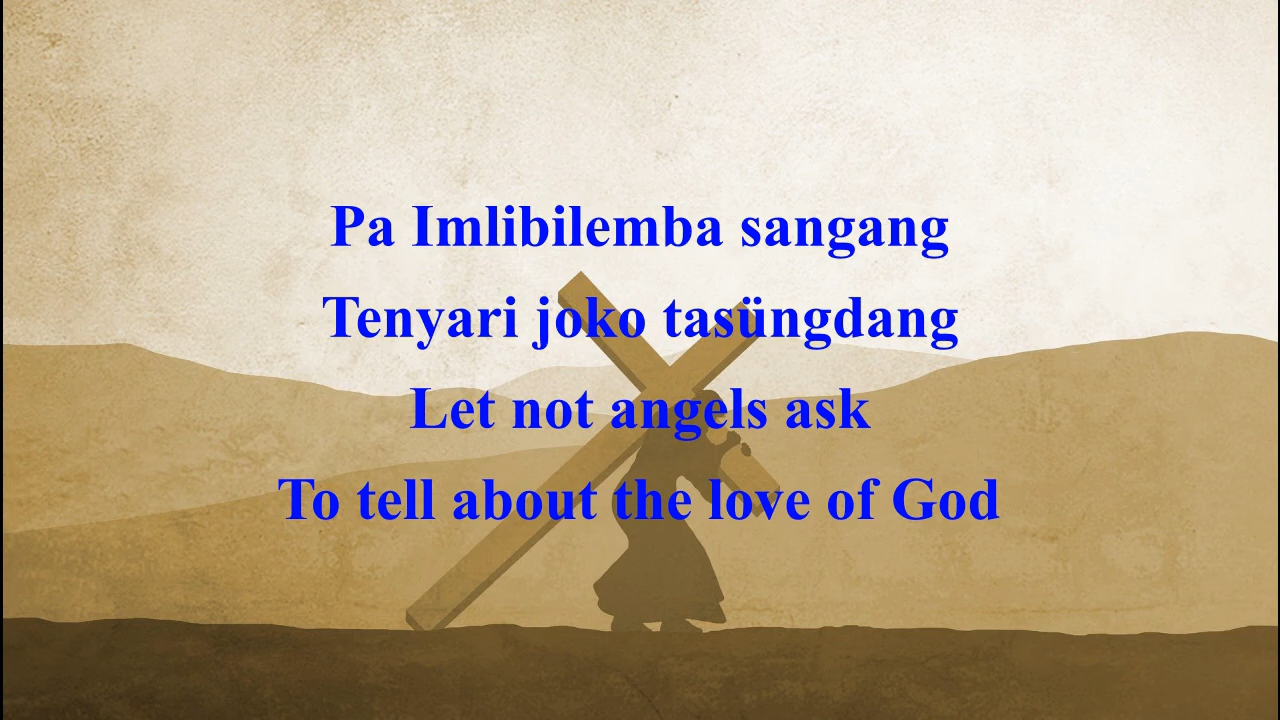 Pa Imlibilemba sangang
Tenyari joko tasüngdang
Let not angels ask
To tell about the love of God